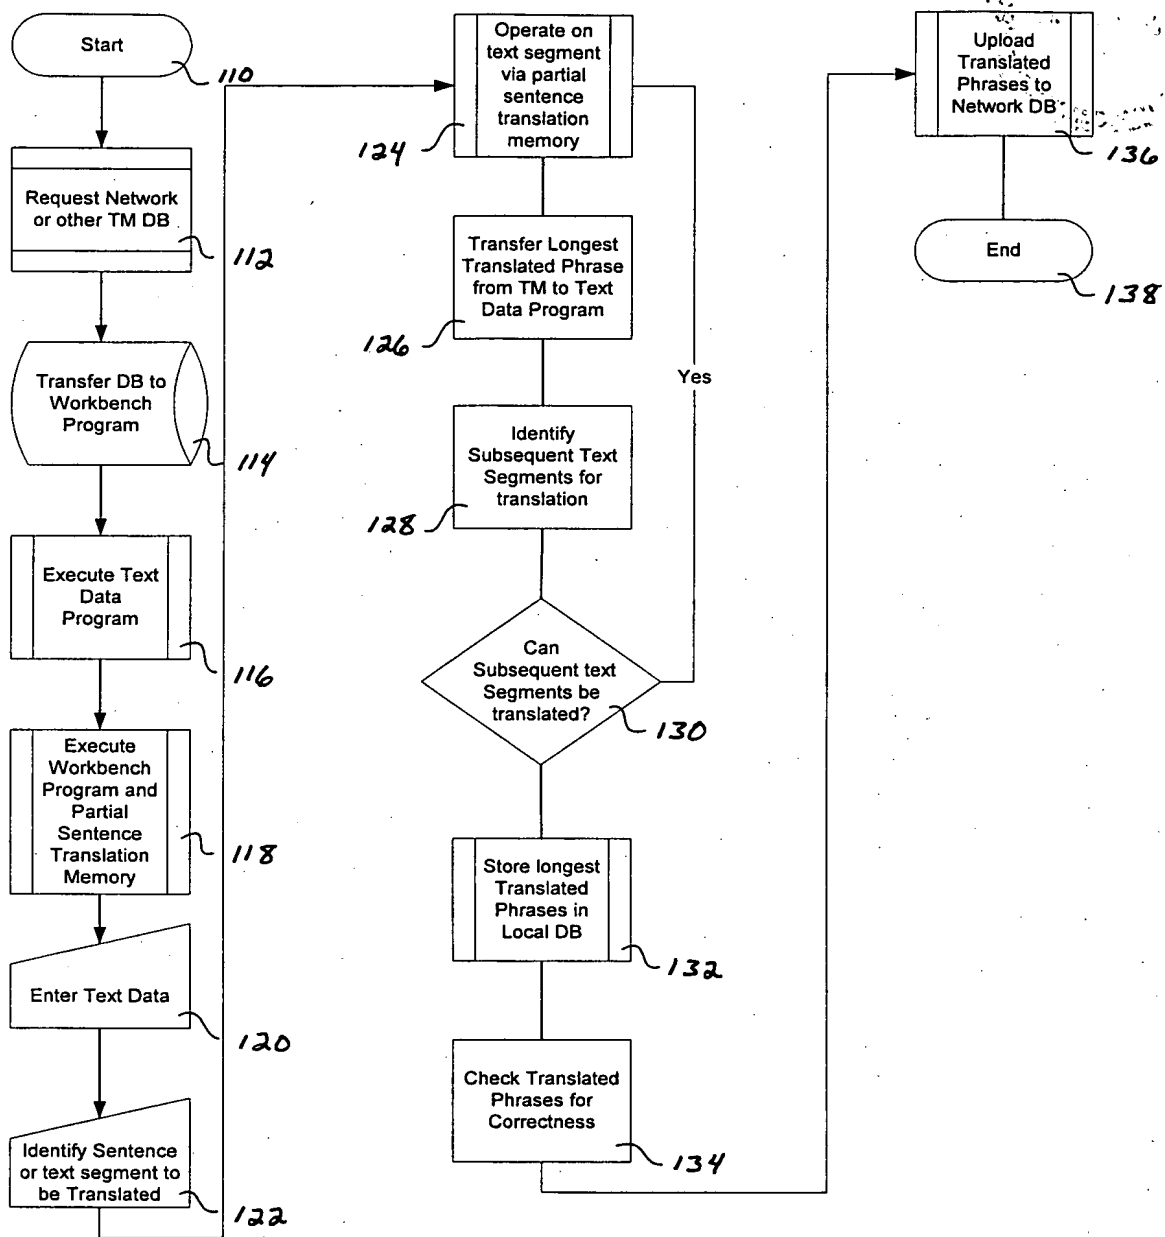 Start
110
Request Network
or other TM DB
112
Transfer DB to
Workbench
Program
114
Execute Text
Data
Program
116
Execute
Workbench
Program and
Partial
Sentence
Translation
Memory
118
Enter Text Data
120
Identify Sentence
or text segment to
be Translated
122
Operate on
text segment
via partial
sentence
translation
memory
124
Transfer Longest
Translated Phrase
from TM to Text
Data Program
126
Yes
Identify
Subsequent Text
Segments for
translation
128
Can
Subsequent text
Segments be
translated?
130
Store longest
Translated
Phrases in
Local DB
132
Check Translated
Phrases for
Correctness
134
Upload
Translated
Phrases to
Network DB
136
End
138